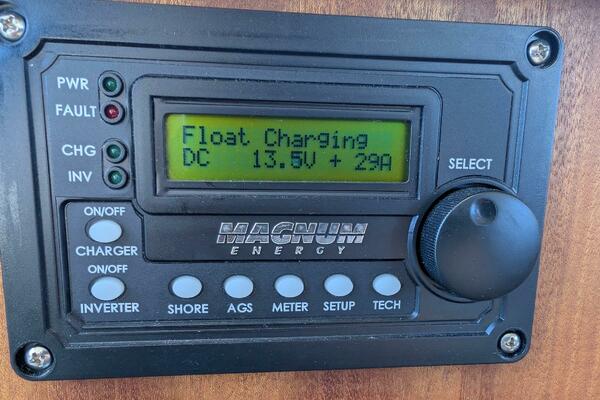 PWR
FAULT
CHG
INV
Float Charging
DC 13.5V + 29A
SELECT
ON/OFF
CHARGER
ON/OFF
INVERTER
MAGNUM
ENERGY
SHORE
AGS
METER
SETUP
TECH